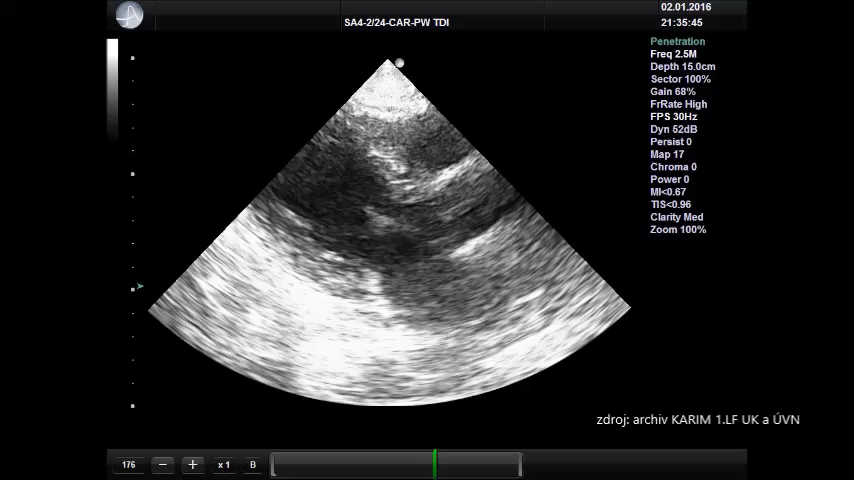 02.01.2016
SA4-2/24-CAR-PW TDI
21:35:45
Penetration
Freq 2.5M
Depth 15.0cm
Sector 100%
Gain 68%
FrRate High
FPS 30Hz
Dyn 52dB
Persist 0
Map 17
Chroma 0
Power 0
MI<0.67
TIS<0.96
Clarity Med
Zoom 100%
zdroj: archiv KARIM 1.LF UK a ÚVN
176 − + x 1 B